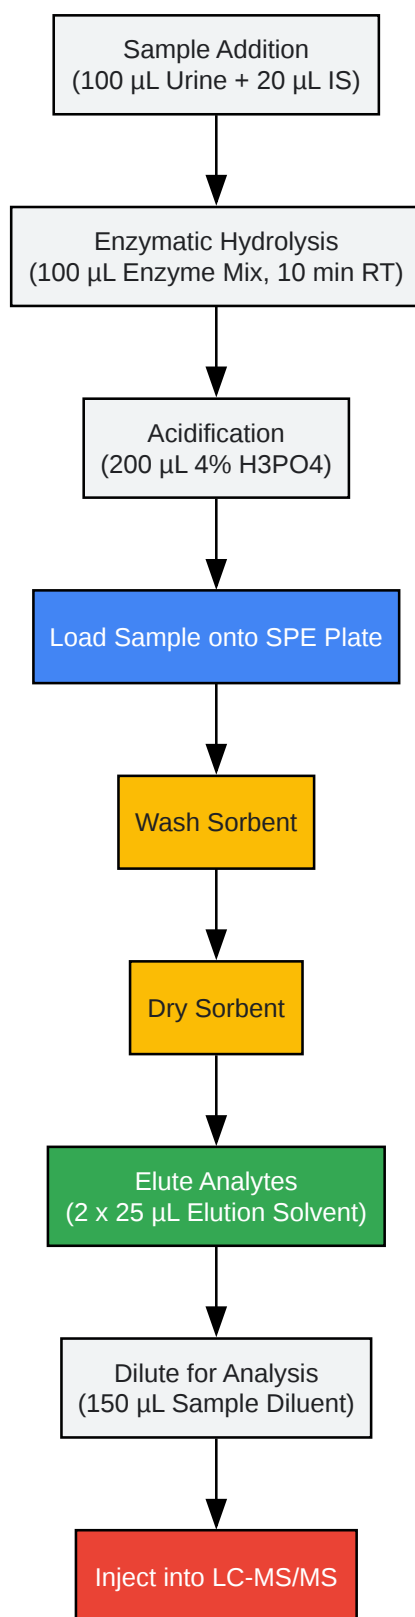 Sample Addition
(100 µL Urine + 20 µL IS)
Enzymatic Hydrolysis
(100 µL Enzyme Mix, 10 min RT)
Acidification
(200 µL 4% H3PO4)
Load Sample onto SPE Plate
Wash Sorbent
Dry Sorbent
Elute Analytes
(2 x 25 µL Elution Solvent)
Dilute for Analysis
(150 µL Sample Diluent)
Inject into LC-MS/MS